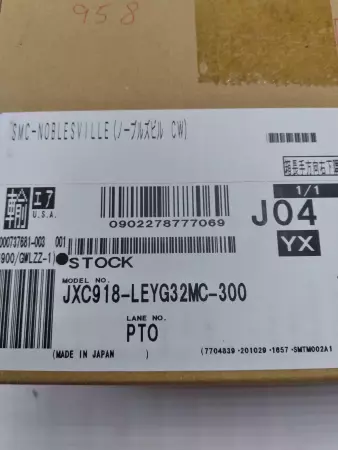 958
SMC-NOBLESVILLE(ノーブルズビル CW)
輸 エア
U.S.A.
0902278777069
1/1
J04
YX
000737681-003 001
900/GWLZZ-1)
●STOCK
MODEL NO.
JXC918-LEYG32MC-300
LANE NO.
PTO
(MADE IN JAPAN )
(7704839 -201029 -1857 -SMTM002A1